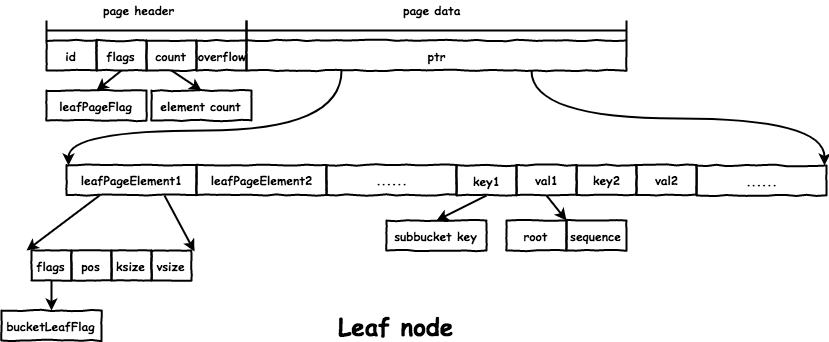 page header
page data
id
flags
count
overflow
ptr
leafPageFlag
element count
leafPageElement1
leafPageElement2
......
key1
val1
key2
val2
......
subbucket key
root
sequence
flags
pos
ksize
vsize
bucketLeafFlag
Leaf node